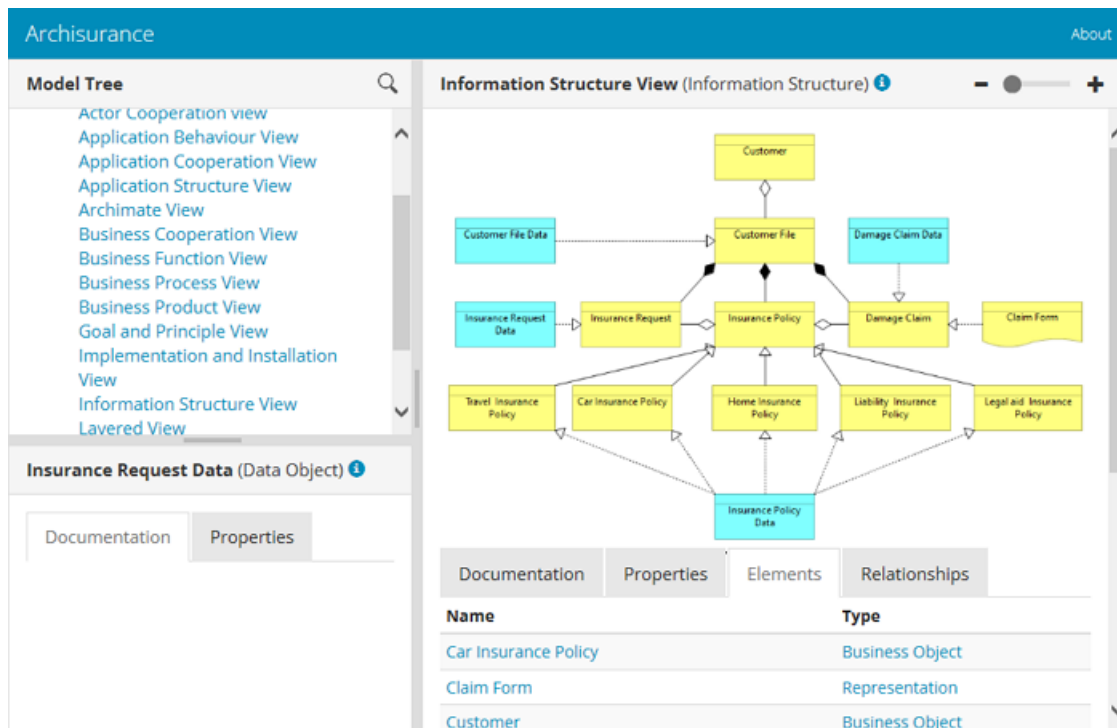 Archisurance
About
Model Tree
Actor Cooperation view
Application Behaviour View
Application Cooperation View
Application Structure View
Archimate View
Business Cooperation View
Business Function View
Business Process View
Business Product View
Goal and Principle View
Implementation and Installation
View
Information Structure View
Layered View
Insurance Request Data (Data Object)
Documentation
Properties
Information Structure View (Information Structure)
Customer
Customer File Data
Customer File
Damage Claim Data
Insurance Request
Data
Insurance Request
Insurance Policy
Damage Claim
Claim Form
Travel Insurance
Policy
Car Insurance Policy
Home Insurance
Policy
Liability Insurance
Policy
Legal aid Insurance
Policy
Insurance Policy
Data
Documentation
Properties
Elements
Relationships
Name
Type
Car Insurance Policy
Business Object
Claim Form
Representation
Customer
Business Object